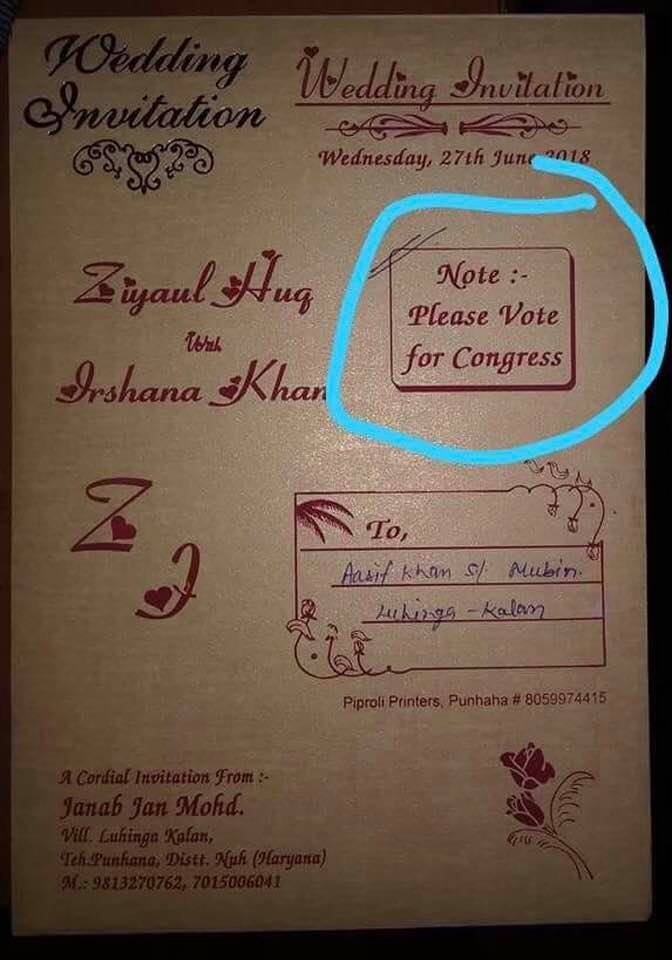 Wedding
Invitation
Wedding Invitation
Wednesday, 27th June 2018
Ziyaul Huq
With
Irshana Khan
Note :-
Please Vote
for Congress
Z
I
To,
Aasif Khan S/. Mubin.
Luhinga - Kalan
Piproli Printers, Punhaha # 8059974415
A Cordial Invitation From :-
Janab Jan Mohd.
Vill. Luhinga Kalan,
Teh.Punhana, Distt. Nuh (Haryana)
M.: 9813270762, 7015006041